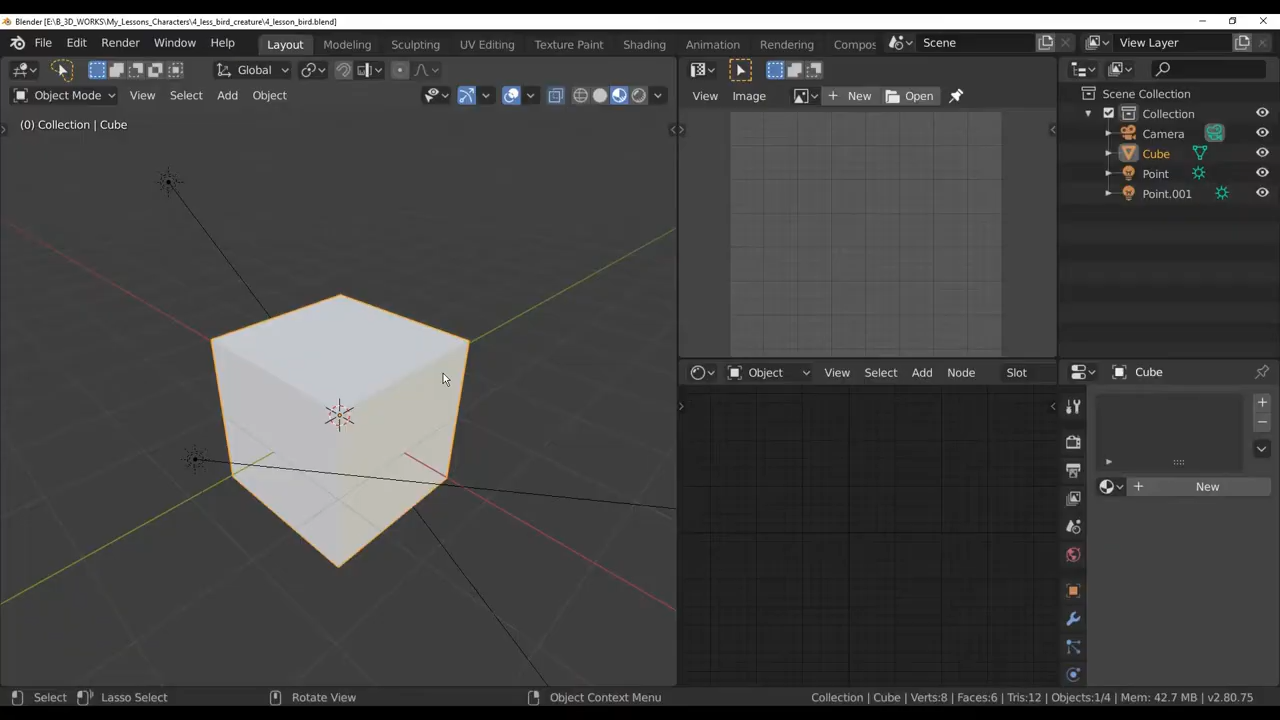 Blender [E:\B_3D_WORKS\My_Lessons_Characters\4_less_bird_creature\4_lesson_bird.blend]
File Edit Render Window Help Layout Modeling Sculpting UV Editing Texture Paint Shading Animation Rendering Compos Scene View Layer
Global
Object Mode View Select Add Object
View Image New Open
(0) Collection | Cube
Scene Collection
Collection
Camera
Cube
Point
Point.001
Object View Select Add Node Slot
Cube
New
Select Lasso Select Rotate View Object Context Menu Collection | Cube | Verts:8 | Faces:6 | Tris:12 | Objects:1/4 | Mem: 42.7 MB | v2.80.75